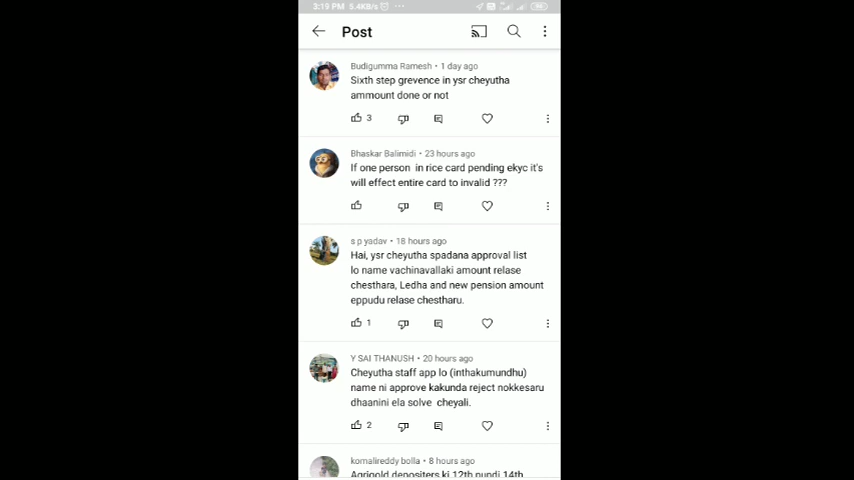 3:19 PM 5.4KB/s
Post
Budigumma Ramesh • 1 day ago
Sixth step grevence in ysr cheyutha
ammount done or not
3
Bhaskar Balimidi • 23 hours ago
If one person in rice card pending ekyc it's
will effect entire card to invalid ???
s p yadav • 18 hours ago
Hai, ysr cheyutha spadana approval list
lo name vachinavallaki amount relase
chesthara, Ledha and new pension amount
eppudu relase chestharu.
1
Y SAI THANUSH • 20 hours ago
Cheyutha staff app lo (inthakumundhu)
name ni approve kakunda reject nokkesaru
dhaanini ela solve cheyali.
2
komalireddy bolla • 8 hours ago
Agrigold depositers ki 12th nundi 14th